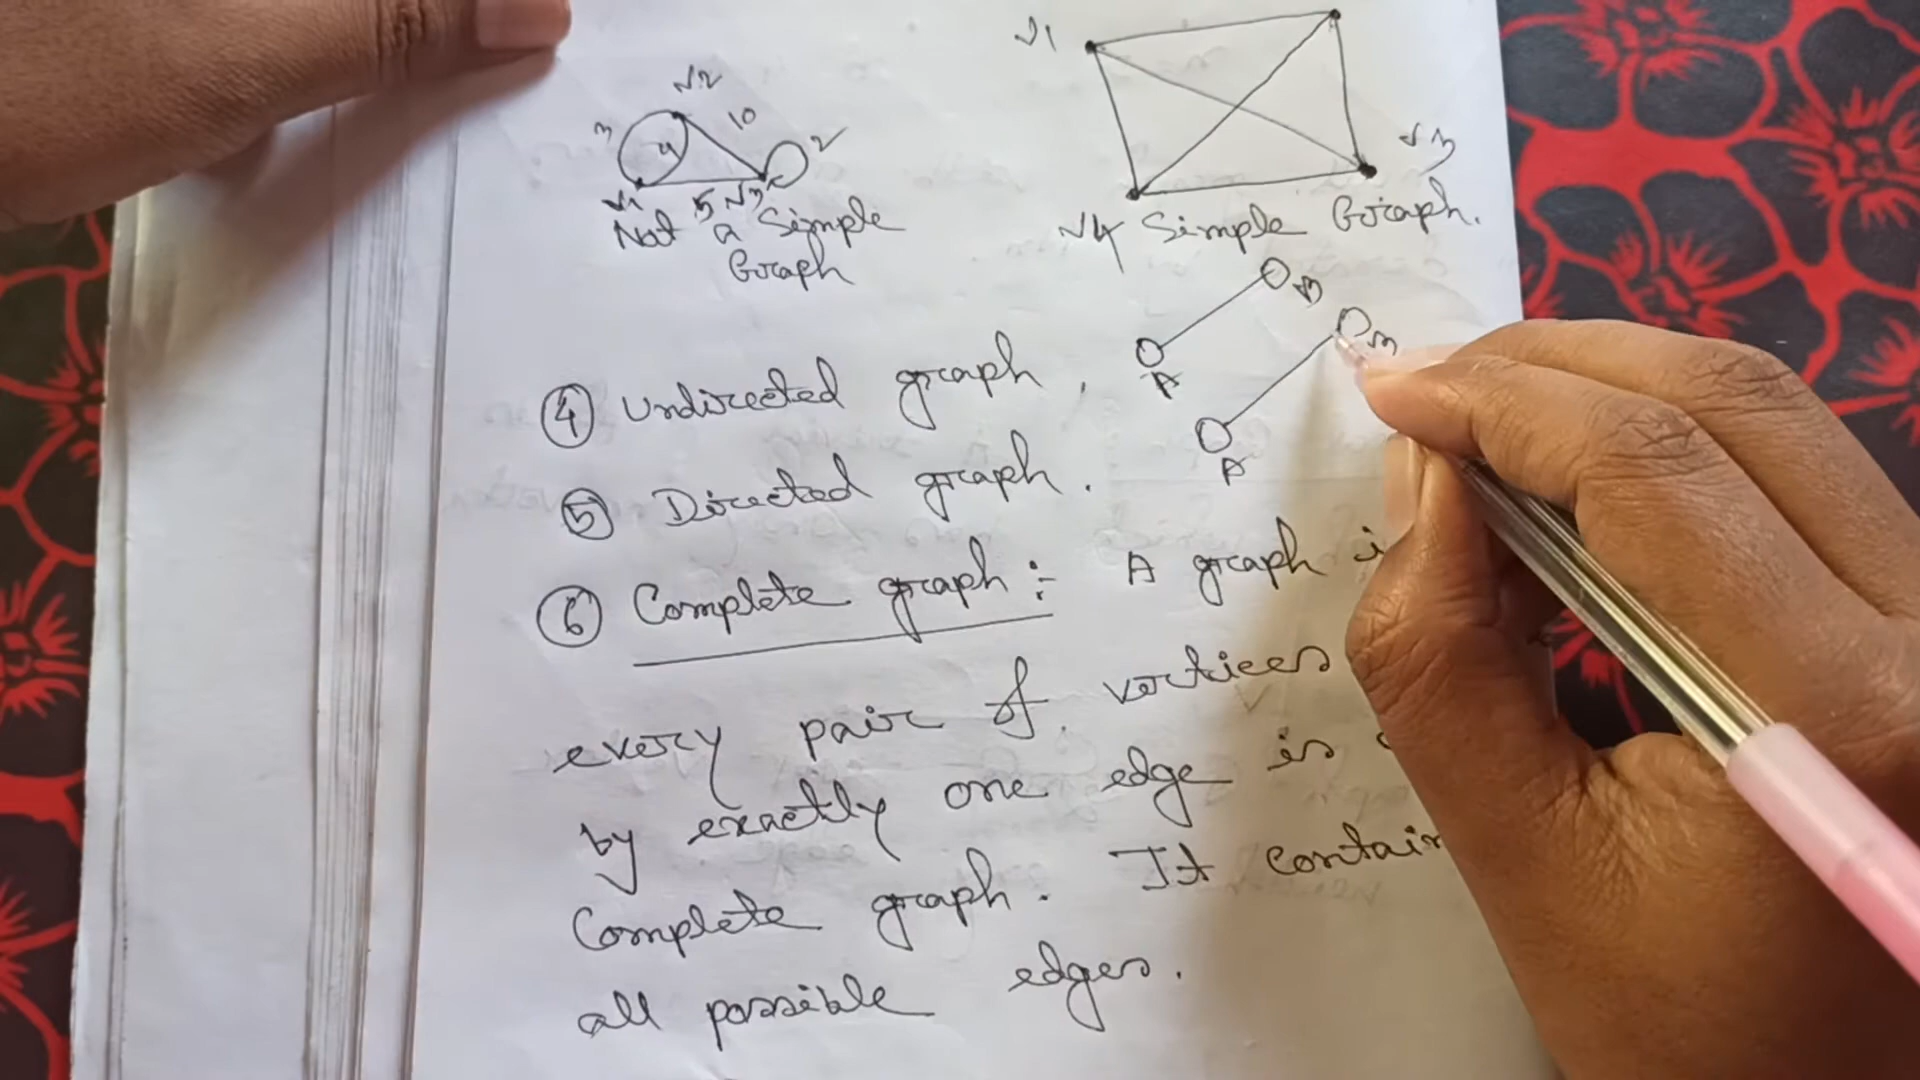 v1
v2
3
4
10
2
v1
5
v3
v3
Not a Simple
Graph
v4 Simple Graph.
B
A
④ Undirected graph,
B
A
⑤ Directed graph.
⑥ Complete graph :- A graph i
every pair of vertices
by exactly one edge is
Complete graph. It contain
all possible edges.